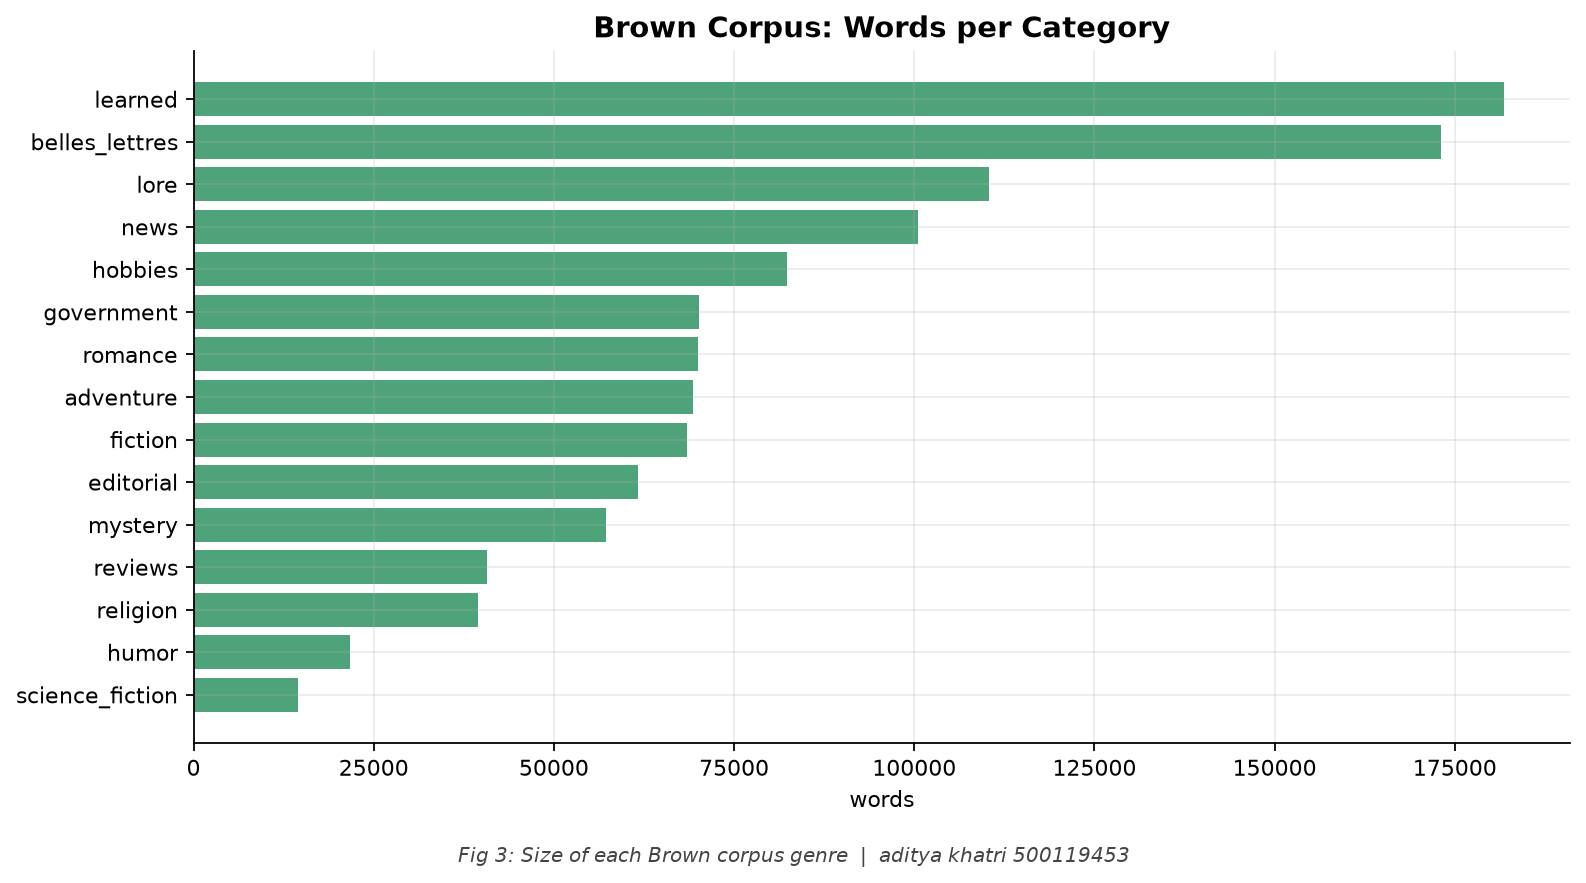 Brown Corpus: Words per Category
learned
belles_lettres
lore
news
hobbies
government
romance
adventure
fiction
editorial
mystery
reviews
religion
humor
science_fiction
0 25000 50000 75000 100000 125000 150000 175000
words
Fig 3: Size of each Brown corpus genre | aditya khatri 500119453